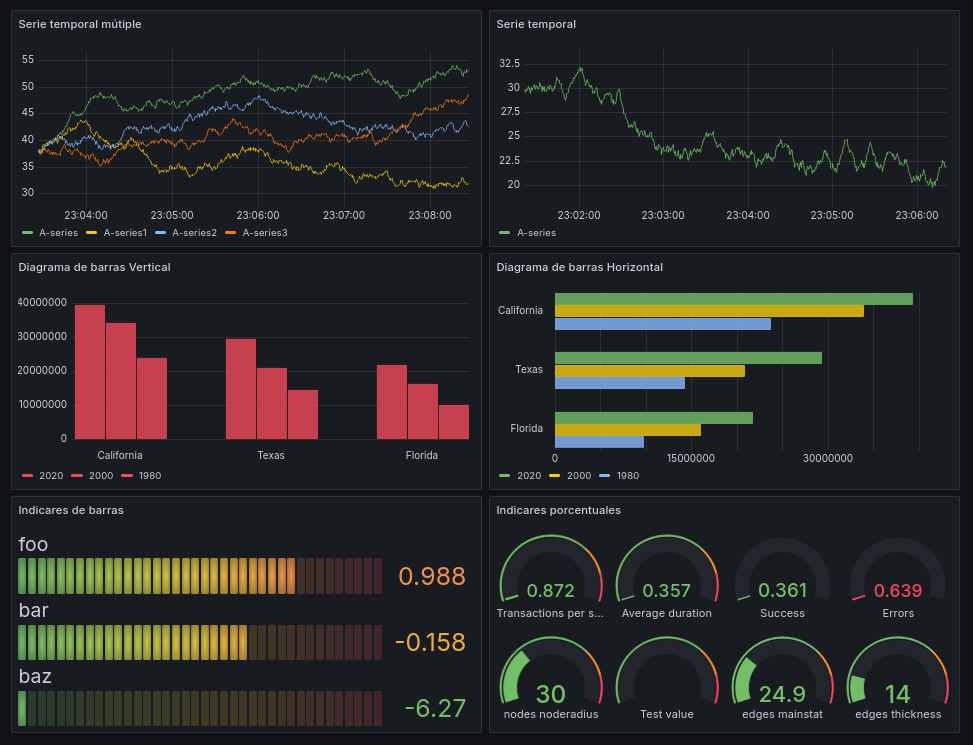 Serie temporal mútiple
55
50
45
40
35
30
23:04:00 23:05:00 23:06:00 23:07:00 23:08:00
A-series A-series1 A-series2 A-series3
Serie temporal
32.5
30
27.5
25
22.5
20
23:02:00 23:03:00 23:04:00 23:05:00 23:06:00
A-series
Diagrama de barras Vertical
40000000
30000000
20000000
10000000
0
California Texas Florida
2020 2000 1980
Diagrama de barras Horizontal
California
Texas
Florida
0 15000000 30000000
2020 2000 1980
Indicares de barras
foo
0.988
bar
-0.158
baz
-6.27
Indicares porcentuales
0.872 0.357 0.361 0.639
Transactions per s... Average duration Success Errors
30 24.9 14
nodes noderadius Test value edges mainstat edges thickness